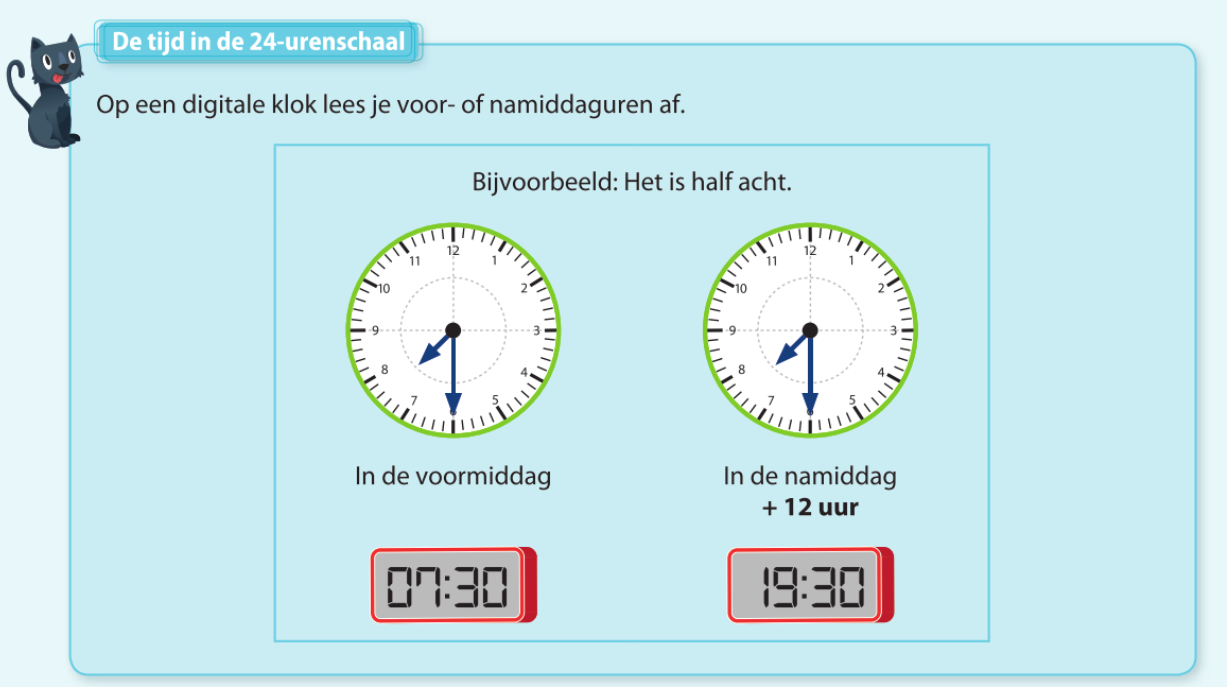 De tijd in de 24-urenschaal
Op een digitale klok lees je voor- of namiddaguren af.
Bijvoorbeeld: Het is half acht.
12
11 1
10 2
9 3
8 4
7 5
12
11 1
10 2
9 3
8 4
7 5
In de voormiddag
In de namiddag
+ 12 uur
07:30
19:30